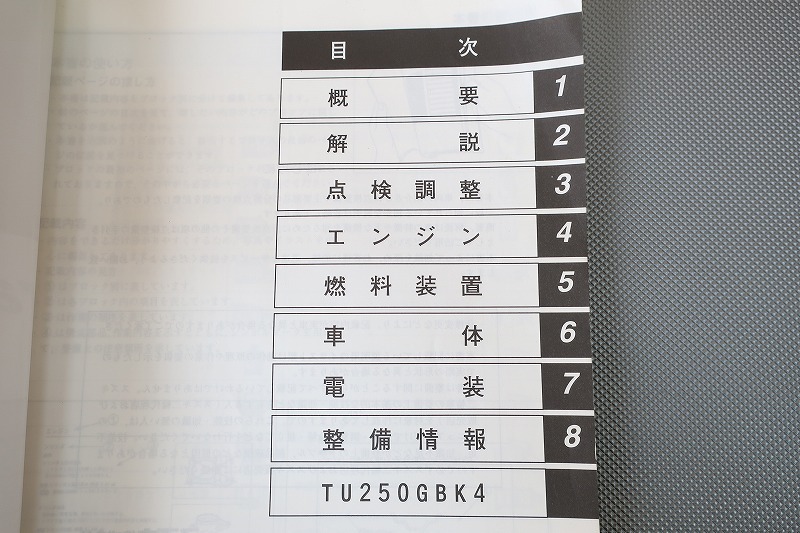 目次
概要 1
解説 2
点検調整 3
エンジン 4
燃料装置 5
車体 6
電装 7
整備情報 8
TU250GBK4